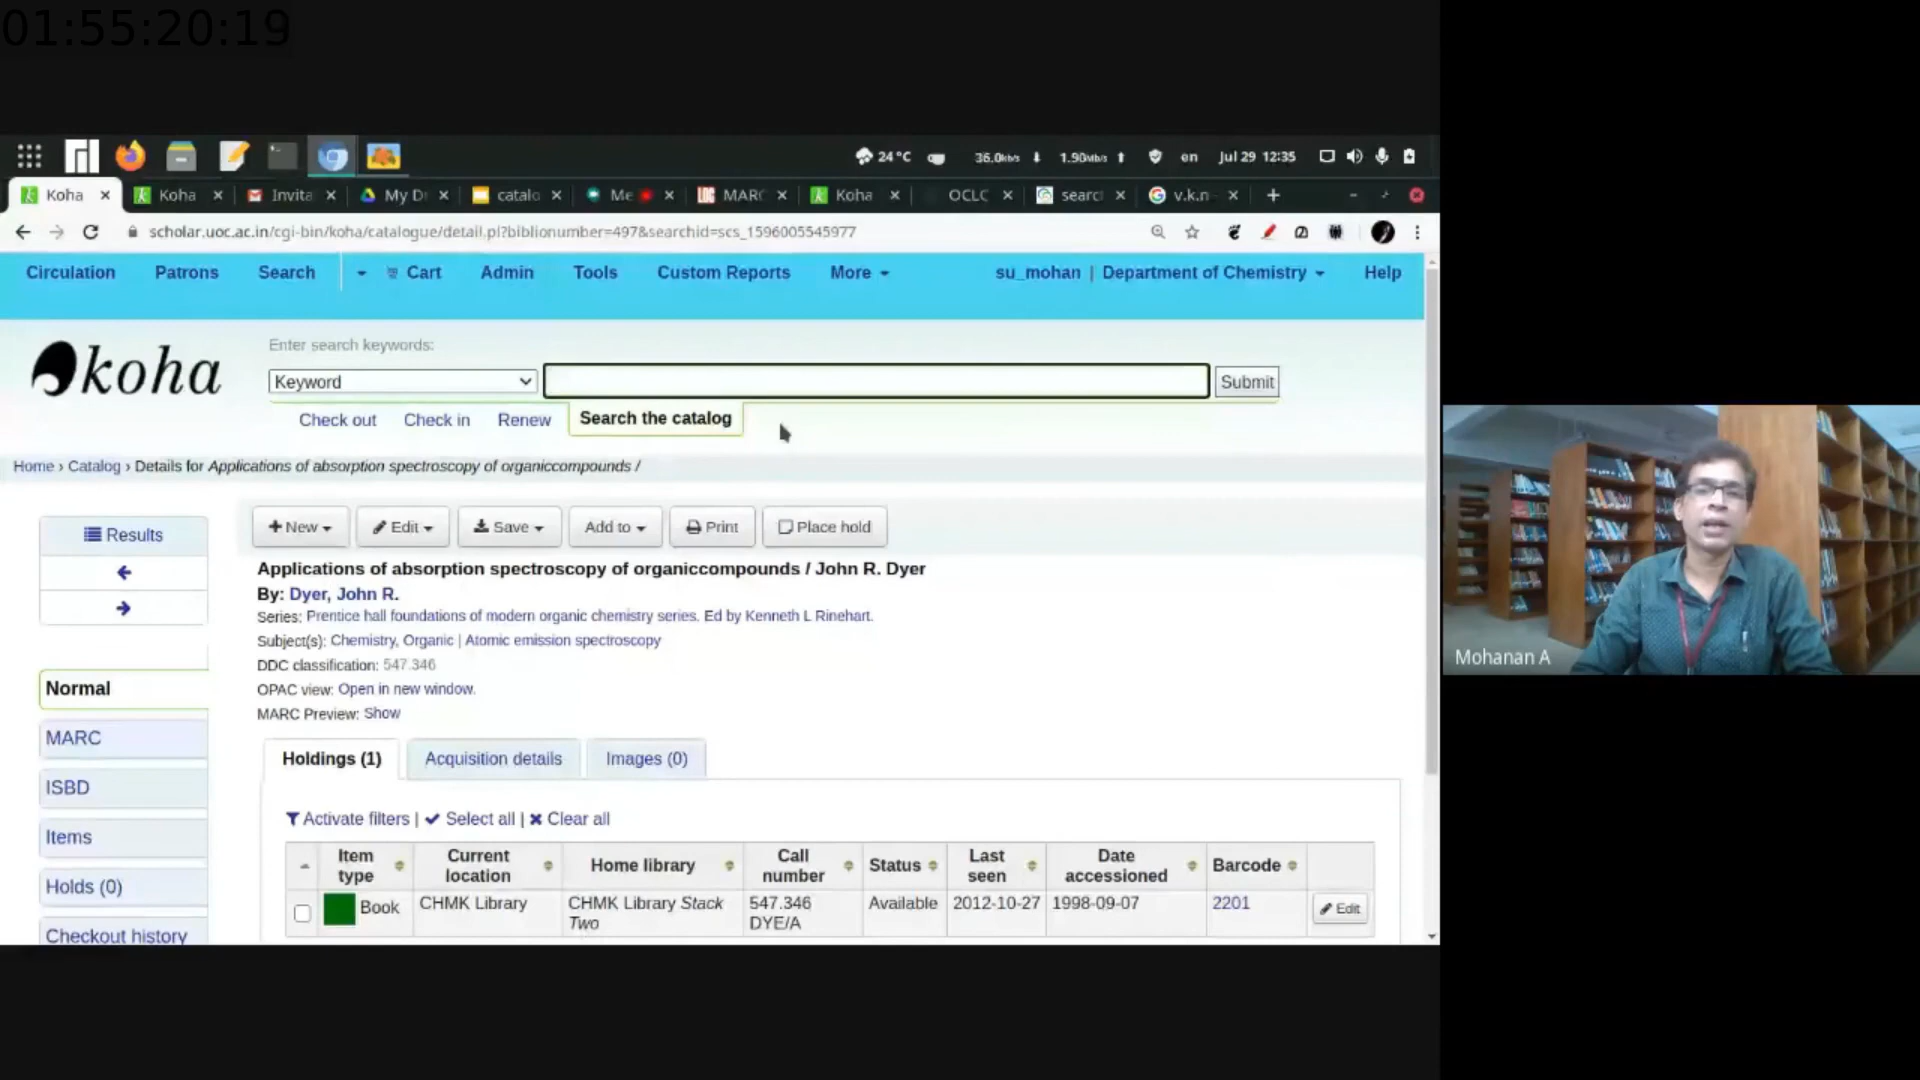 01:55:20:19
24°C 36.0kb/s 1.90Mb/s en Jul 29 12:35
Koha Koha Invita My D catalo Me MARC Koha OCLC searc v.k.n
scholar.uoc.ac.in/cgi-bin/koha/catalogue/detail.pl?biblionumber=497&searchid=scs_1596005545977
Circulation Patrons Search Cart Admin Tools Custom Reports More su_mohan | Department of Chemistry Help
koha
Enter search keywords:
Keyword Submit
Check out Check in Renew Search the catalog
Home › Catalog › Details for Applications of absorption spectroscopy of organiccompounds /
Results
New Edit Save Add to Print Place hold
Applications of absorption spectroscopy of organiccompounds / John R. Dyer
By: Dyer, John R.
Series: Prentice hall foundations of modern organic chemistry series. Ed by Kenneth L Rinehart.
Subject(s): Chemistry, Organic | Atomic emission spectroscopy
DDC classification: 547.346
OPAC view: Open in new window.
MARC Preview: Show
Normal
MARC
ISBD
Items
Holds (0)
Checkout history
Holdings (1) Acquisition details Images (0)
Activate filters | Select all | Clear all
Item type Current location Home library Call number Status Last seen Date accessioned Barcode
Book CHMK Library CHMK Library Stack Two 547.346 DYE/A Available 2012-10-27 1998-09-07 2201 Edit
Mohanan A